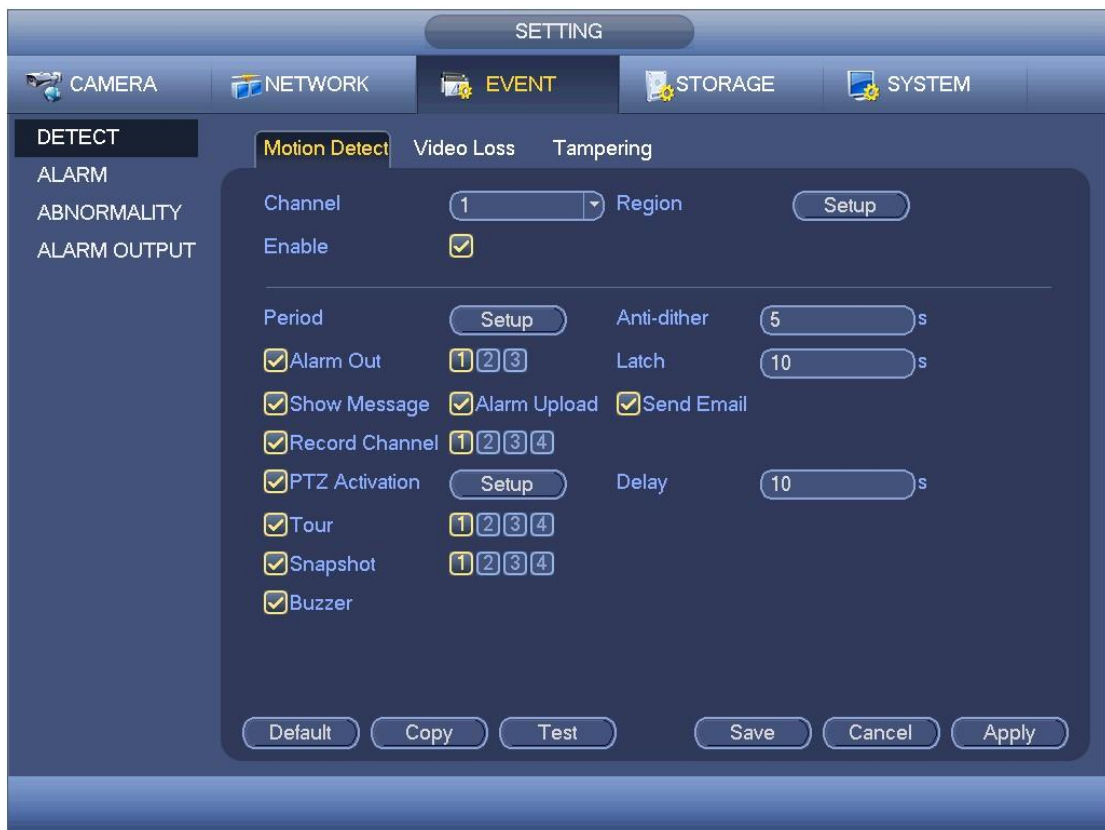 SETTING
CAMERA NETWORK EVENT STORAGE SYSTEM
DETECT
ALARM
ABNORMALITY
ALARM OUTPUT
Motion Detect Video Loss Tampering
Channel 1 Region Setup
Enable
Period Setup Anti-dither 5 s
Alarm Out 1 2 3 Latch 10 s
Show Message Alarm Upload Send Email
Record Channel 1 2 3 4
PTZ Activation Setup Delay 10 s
Tour 1 2 3 4
Snapshot 1 2 3 4
Buzzer
Default Copy Test Save Cancel Apply